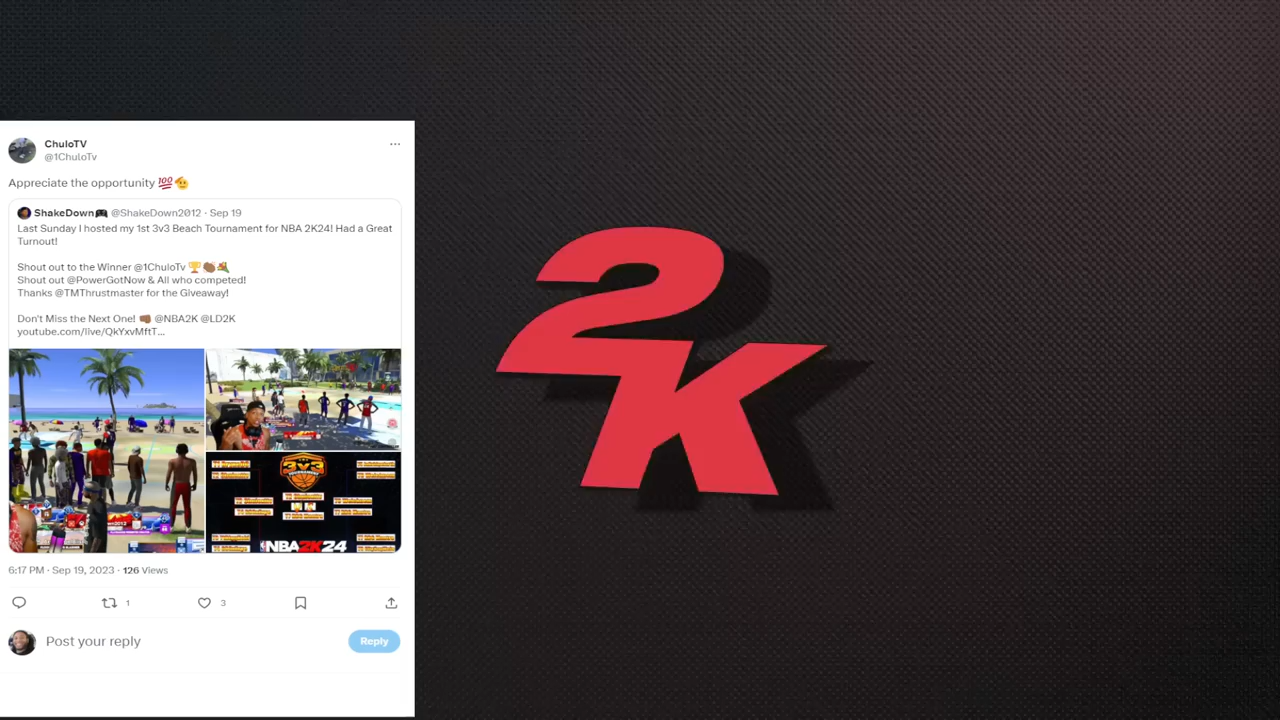 ChuloTV
@1ChuloTv
Appreciate the opportunity 💯🫡
ShakeDown🎮 @ShakeDown2012 · Sep 19
Last Sunday I hosted my 1st 3v3 Beach Tournament for NBA 2K24! Had a Great
Turnout!
Shout out to the Winner @1ChuloTv 🏆👏🏾🎉
Shout out @PowerGotNow & All who competed!
Thanks @TMThrustmaster for the Giveaway!
Don't Miss the Next One! 👊🏾 @NBA2K @LD2K
youtube.com/live/QkYxvMftT...
3V3
TOURNAMENT
NBA2K24
6:17 PM · Sep 19, 2023 · 126 Views
1 3
Post your reply
Reply
2K